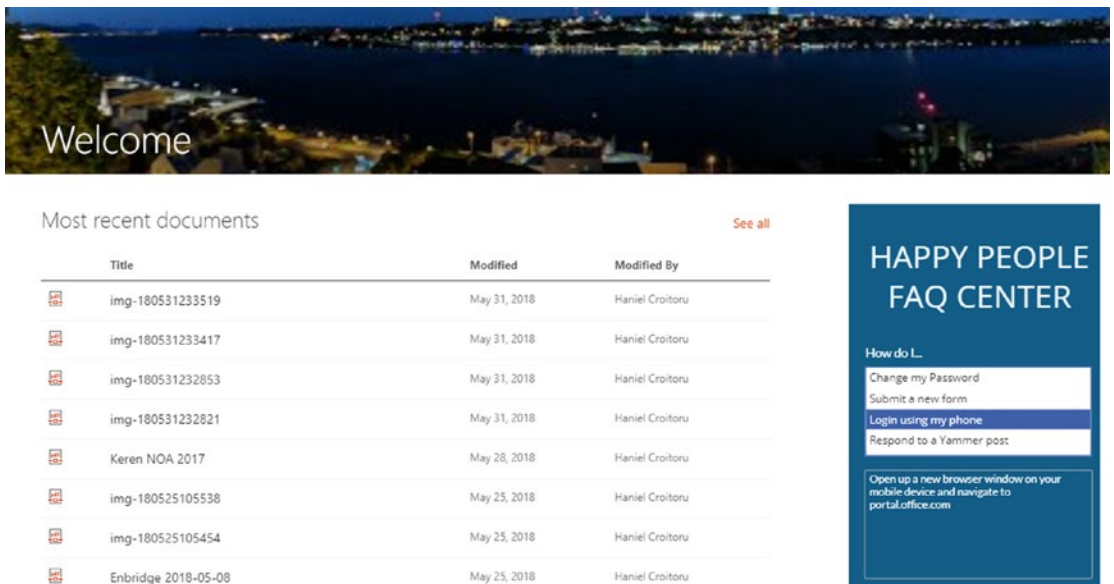 Welcome
Most recent documents
See all
Title Modified Modified By
img-180531233519 May 31, 2018 Haniel Croitoru
img-180531233417 May 31, 2018 Haniel Croitoru
img-180531232853 May 31, 2018 Haniel Croitoru
img-180531232821 May 31, 2018 Haniel Croitoru
Keren NOA 2017 May 28, 2018 Haniel Croitoru
img-180525105538 May 25, 2018 Haniel Croitoru
img-180525105454 May 25, 2018 Haniel Croitoru
Enbridge 2018-05-08 May 25, 2018 Haniel Croitoru
HAPPY PEOPLE
FAQ CENTER
How do I...
Change my Password
Submit a new form
Login using my phone
Respond to a Yammer post
Open up a new browser window on your
mobile device and navigate to
portal.office.com